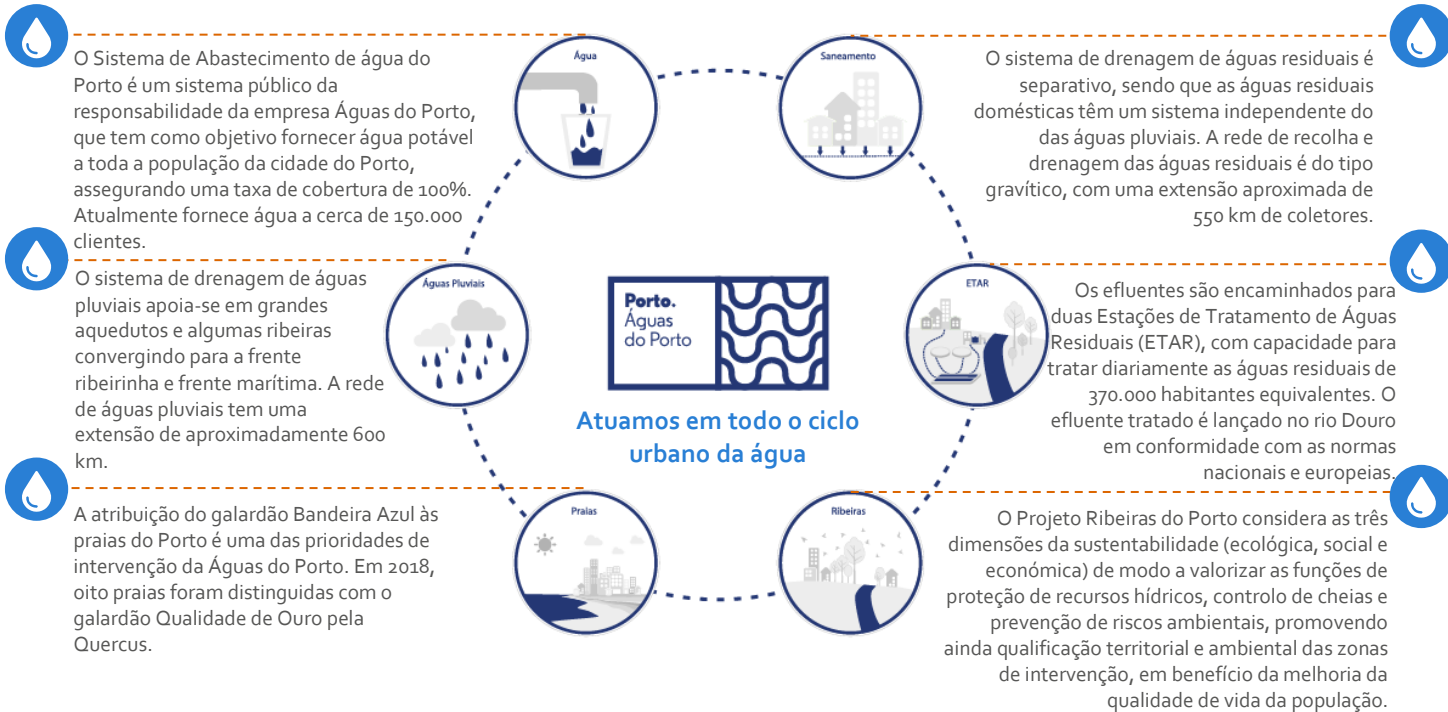 Água
O Sistema de Abastecimento de água do
Porto é um sistema público da
responsabilidade da empresa Águas do Porto,
que tem como objetivo fornecer água potável
a toda a população da cidade do Porto,
assegurando uma taxa de cobertura de 100%.
Atualmente fornece água a cerca de 150.000
clientes.
Saneamento
O sistema de drenagem de águas residuais é
separativo, sendo que as águas residuais
domésticas têm um sistema independente do
das águas pluviais. A rede de recolha e
drenagem das águas residuais é do tipo
gravítico, com uma extensão aproximada de
550 km de coletores.
Águas Pluviais
O sistema de drenagem de águas
pluviais apoia-se em grandes
aquedutos e algumas ribeiras
convergindo para a frente
ribeirinha e frente marítima. A rede
de águas pluviais tem uma
extensão de aproximadamente 600
km.
Porto.
Águas
do Porto
Atuamos em todo o ciclo
urbano da água
ETAR
Os efluentes são encaminhados para
duas Estações de Tratamento de Águas
Residuais (ETAR), com capacidade para
tratar diariamente as águas residuais de
370.000 habitantes equivalentes. O
efluente tratado é lançado no rio Douro
em conformidade com as normas
nacionais e europeias.
Praias
A atribuição do galardão Bandeira Azul às
praias do Porto é uma das prioridades de
intervenção da Águas do Porto. Em 2018,
oito praias foram distinguidas com o
galardão Qualidade de Ouro pela
Quercus.
Ribeiras
O Projeto Ribeiras do Porto considera as três
dimensões da sustentabilidade (ecológica, social e
económica) de modo a valorizar as funções de
proteção de recursos hídricos, controlo de cheias e
prevenção de riscos ambientais, promovendo
ainda qualificação territorial e ambiental das zonas
de intervenção, em benefício da melhoria da
qualidade de vida da população.